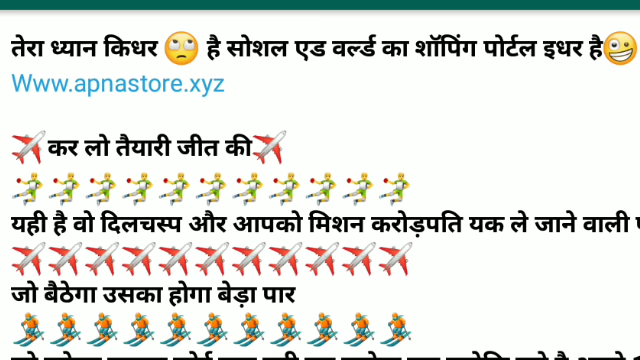 तेरा ध्यान किधर 🙄 है सोशल एड वर्ल्ड का शॉपिंग पोर्टल इधर है🤪
Www.apnastore.xyz
✈️कर लो तैयारी जीत की✈️
🤾‍♂️🤾‍♂️🤾‍♂️🤾‍♂️🤾‍♂️🤾‍♂️🤾‍♂️🤾‍♂️🤾‍♂️🤾‍♂️🤾‍♂️
यही है वो दिलचस्प और आपको मिशन करोड़पति यक ले जाने वाली
✈️✈️✈️✈️✈️✈️✈️✈️✈️✈️✈️
जो बैठेगा उसका होगा बेड़ा पार
⛷️⛷️⛷️⛷️⛷️⛷️⛷️⛷️⛷️⛷️⛷️